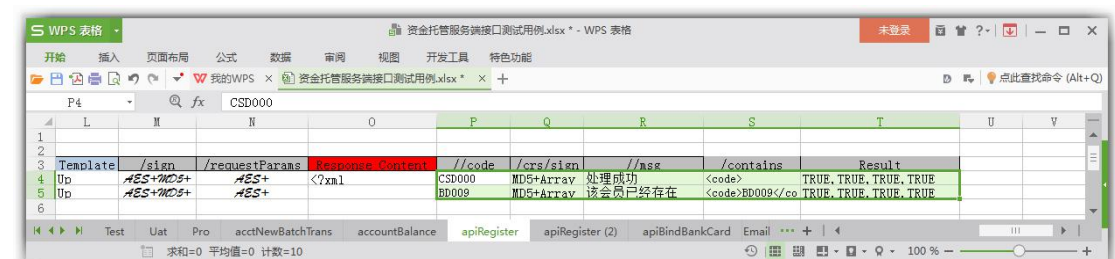 S WPS 表格
资金托管服务端接口测试用例.xlsx * - WPS 表格
未登录
开始 插入 页面布局 公式 数据 审阅 视图 开发工具 特色功能
W 我的WPS × 资金托管服务端接口测试用例.xlsx * × +
点此查找命令 (Alt+Q)
P4 fx CSD000
L M N O P Q R S T U V
1
2
3 Template /sign /requestParams Response Content //code /crs/sign //msg /contains Result
4 Up AES+MD5+ AES+ <?xml CSD000 MD5+Array 处理成功 <code> TRUE, TRUE, TRUE, TRUE
5 Up AES+MD5+ AES+ BD009 MD5+Array 该会员已经存在 <code>BD009</co TRUE, TRUE, TRUE, TRUE
6
Test Uat Pro acctNewBatchTrans accountBalance apiRegister apiRegister (2) apiBindBankCard Email ··· +
求和=0 平均值=0 计数=10
100 %